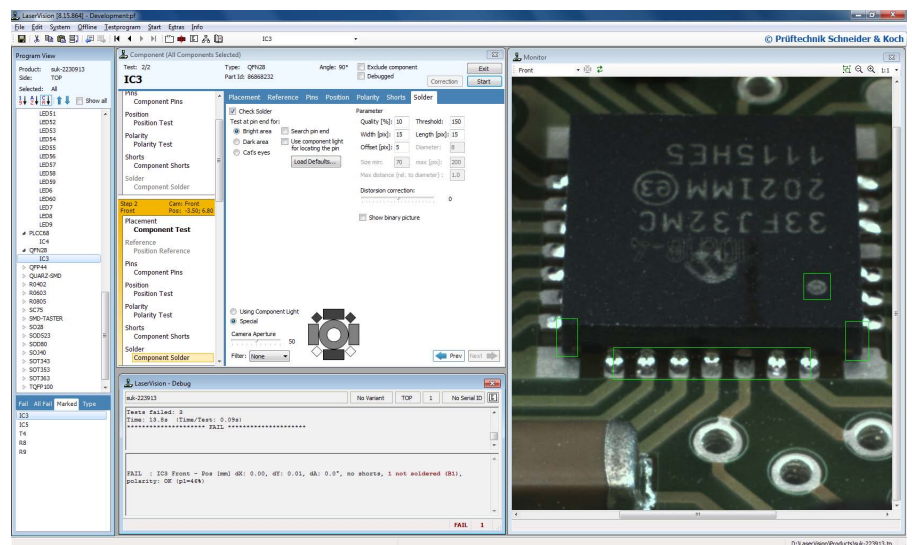 LaserVision [8.15.864] - Development:pf
File Edit System Offline Testprogram Start Extras Info
IC3
© Prüftechnik Schneider & Koch
Program View
Product: suk-2230913
Side: TOP
Selected: All
Show all
LED51
LED52
LED53
LED54
LED55
LED56
LED57
LED58
LED59
LED6
LED60
LED7
LED8
LED9
PLCC68
IC4
QFN28
IC3
QFP44
QUARZ-SMD
R0402
R0603
R0805
SC75
SMD-TASTER
SO28
SOD523
SOD80
SOJ40
SOT343
SOT353
SOT363
TQFP100
Fail All Fail Marked Type
IC3
IC5
T4
R8
R9
Component (All Components Selected)
Test: 2/2 Type: QFN28 Angle: 90° Exclude component Exit
IC3 Part Id: 86868232 Debugged Correction Start
Pins
Component Pins
Position
Position Test
Polarity
Polarity Test
Shorts
Component Shorts
Solder
Component Solder
Step 2 Cam: Front
Front Pos: -3.50; 6.80
Placement
Component Test
Reference
Position Reference
Pins
Component Pins
Position
Position Test
Polarity
Polarity Test
Shorts
Component Shorts
Solder
Component Solder
Placement Reference Pins Position Polarity Shorts Solder
Check Solder
Test at pin end for:
Bright area Search pin end
Dark area Use component light for locating the pin
Cat's eyes
Load Defaults...
Parameter
Quality [%]: 10 Threshold: 150
Width [pix]: 15 Length [pix]: 15
Offset [pix]: 5 Diameter: 8
Size min: 70 max [pix]: 200
Max distance (rel. to diameter) : 1.0
Distorsion correction:
0
Show binary picture
Using Component Light
Special
Camera Aperture
50
Filter: None
Prev Next
LaserVision - Debug
suk-223913 No Variant TOP 1 No Serial ID
Tests failed: 3
Time: 13.8s (Time/Test: 0.09s)
********************* FAIL *********************
FAIL : IC3 Front - Pos [mm] dX: 0.00, dY: 0.01, dA: 0.0°, no shorts, 1 not soldered (B1),
polarity: OK (p1=46%)
FAIL 1
Monitor
Front 1:1
33FJ32MC
202IMM e3
1115HS
D:\LaserVision\Products\suk-223913.tp